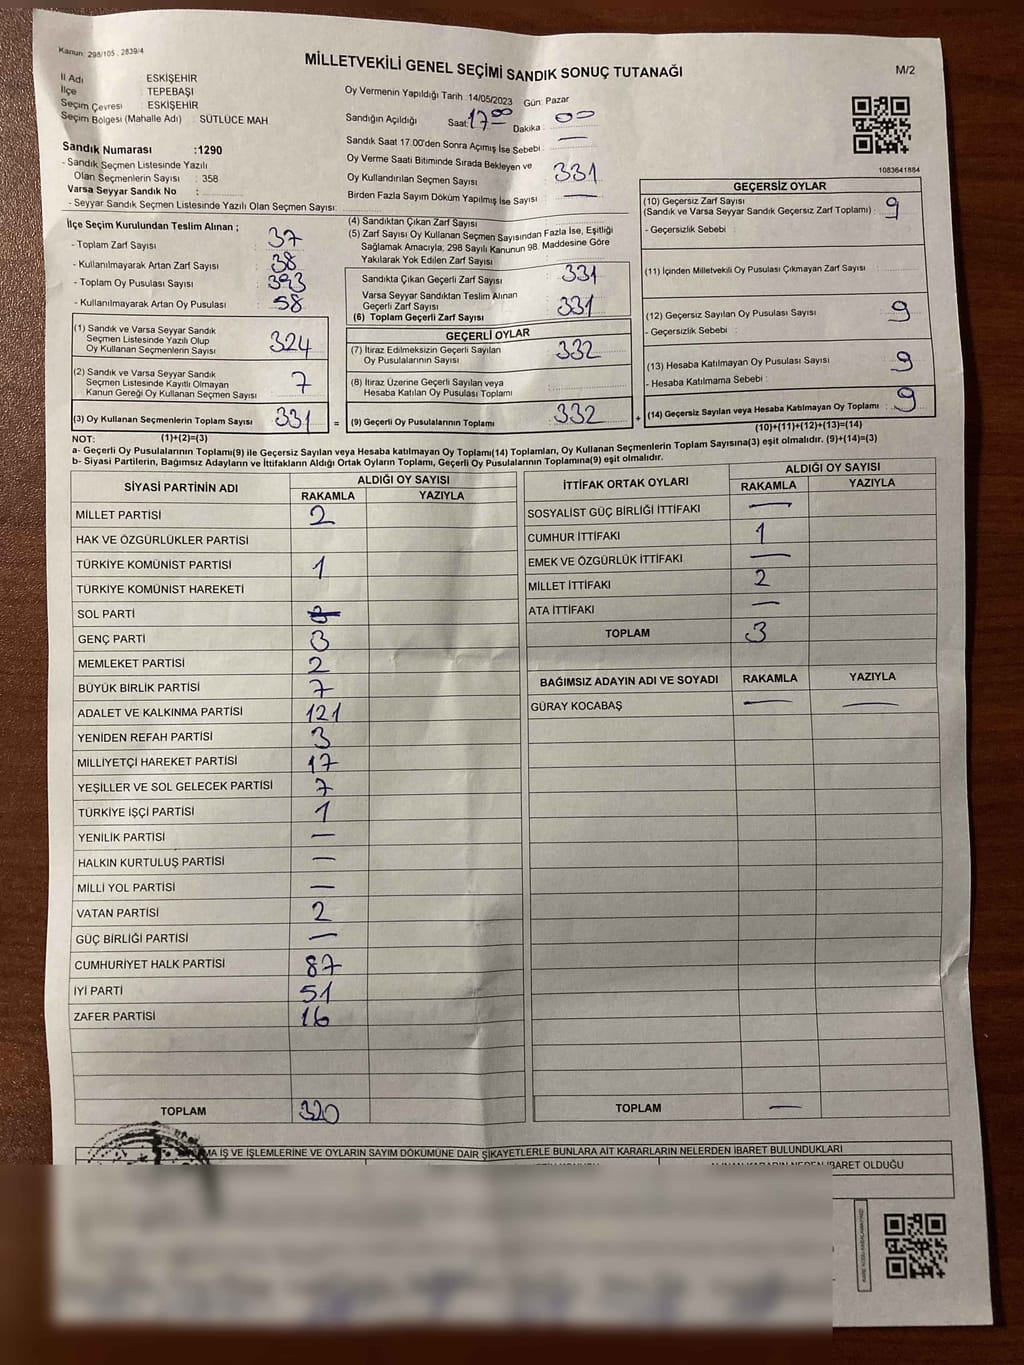 Kanun: 298/105 , 2839/4
MİLLETVEKİLİ GENEL SEÇİMİ SANDIK SONUÇ TUTANAĞI
M/2
İl Adı ESKİŞEHİR
İlçe : TEPEBAŞI
Seçim Çevresi : ESKİŞEHİR
Seçim Bölgesi (Mahalle Adı) : SÜTLÜCE MAH
Sandık Numarası :1290
- Sandık Seçmen Listesinde Yazılı
Olan Seçmenlerin Sayısı : 358
Varsa Seyyar Sandık No :
- Seyyar Sandık Seçmen Listesinde Yazılı Olan Seçmen Sayısı:
Oy Vermenin Yapıldığı Tarih :14/05/2023 Gün: Pazar
Sandığın Açıldığı Saat: 17 00 Dakika : 00
Sandık Saat 17.00'den Sonra Açımış İse Sebebi : —
Oy Verme Saati Bitiminde Sırada Bekleyen ve
Oy Kullandırılan Seçmen Sayısı 331
Birden Fazla Sayım Döküm Yapılmış İse Sayısı : —
1083641884
İlçe Seçim Kurulundan Teslim Alınan ;
- Toplam Zarf Sayısı : 37
- Kullanılmayarak Artan Zarf Sayısı : 38
- Toplam Oy Pusulası Sayısı : 393
- Kullanılmayarak Artan Oy Pusulası : 58
(1) Sandık ve Varsa Seyyar Sandık
Seçmen Listesinde Yazılı Olup
Oy Kullanan Seçmenlerin Sayısı : 324
(2) Sandık ve Varsa Seyyar Sandık
Seçmen Listesinde Kayıtlı Olmayan
Kanun Gereği Oy Kullanan Seçmen Sayısı : 7
(3) Oy Kullanan Seçmenlerin Toplam Sayısı : 331
(1)+(2)=(3)
(4) Sandıktan Çıkan Zarf Sayısı
(5) Zarf Sayısı Oy Kullanan Seçmen Sayısından Fazla İse, Eşitliği
Sağlamak Amacıyla; 298 Sayılı Kanunun 98. Maddesine Göre
Yakılarak Yok Edilen Zarf Sayısı
Sandıkta Çıkan Geçerli Zarf Sayısı : 331
Varsa Seyyar Sandıktan Teslim Alınan
Geçerli Zarf Sayısı : 331
(6) Toplam Geçerli Zarf Sayısı
GEÇERLİ OYLAR
(7) İtiraz Edilmeksizin Geçerli Sayılan
Oy Pusulalarının Sayısı : 332
(8) İtiraz Üzerine Geçerli Sayılan veya
Hesaba Katılan Oy Pusulası Toplamı :
= (9) Geçerli Oy Pusulalarının Toplamı : 332 +
GEÇERSİZ OYLAR
(10) Geçersiz Zarf Sayısı
(Sandık ve Varsa Seyyar Sandık Geçersiz Zarf Toplamı) : 9
- Geçersizlik Sebebi :
(11) İçinden Milletvekili Oy Pusulası Çıkmayan Zarf Sayısı
(12) Geçersiz Sayılan Oy Pusulası Sayısı : 9
- Geçersizlik Sebebi :
(13) Hesaba Katılmayan Oy Pusulası Sayısı : 9
- Hesaba Katılmama Sebebi :
(14) Geçersiz Sayılan veya Hesaba Katılmayan Oy Toplamı : 9
(10)+(11)+(12)+(13)=(14)
NOT:
a- Geçerli Oy Pusulalarının Toplamı(9) ile Geçersiz Sayılan veya Hesaba katılmayan Oy Toplamı(14) Toplamları, Oy Kullanan Seçmenlerin Toplam Sayısına(3) eşit olmalıdır. (9)+(14)=(3)
b- Siyasi Partilerin, Bağımsız Adayların ve İttifakların Aldığı Ortak Oyların Toplamı, Geçerli Oy Pusulalarının Toplamına(9) eşit olmalıdır.
SİYASİ PARTİNİN ADI ALDIĞI OY SAYISI
RAKAMLA YAZIYLA
MİLLET PARTİSİ 2
HAK VE ÖZGÜRLÜKLER PARTİSİ
TÜRKİYE KOMÜNİST PARTİSİ 1
TÜRKİYE KOMÜNİST HAREKETİ
SOL PARTİ
GENÇ PARTİ 3
MEMLEKET PARTİSİ 2
BÜYÜK BİRLİK PARTİSİ 7
ADALET VE KALKINMA PARTİSİ 121
YENİDEN REFAH PARTİSİ 3
MİLLİYETÇİ HAREKET PARTİSİ 17
YEŞİLLER VE SOL GELECEK PARTİSİ 7
TÜRKİYE İŞÇİ PARTİSİ 1
YENİLİK PARTİSİ —
HALKIN KURTULUŞ PARTİSİ —
MİLLİ YOL PARTİSİ —
VATAN PARTİSİ 2
GÜÇ BİRLİĞİ PARTİSİ —
CUMHURİYET HALK PARTİSİ 87
İYİ PARTİ 51
ZAFER PARTİSİ 16
TOPLAM 320
İTTİFAK ORTAK OYLARI ALDIĞI OY SAYISI
RAKAMLA YAZIYLA
SOSYALİST GÜÇ BİRLİĞİ İTTİFAKI —
CUMHUR İTTİFAKI 1
EMEK VE ÖZGÜRLÜK İTTİFAKI —
MİLLET İTTİFAKI 2
ATA İTTİFAKI —
TOPLAM 3
BAĞIMSIZ ADAYIN ADI VE SOYADI RAKAMLA YAZIYLA
GÜRAY KOCABAŞ — —
TOPLAM —
İŞ VE İŞLEMLERİNE VE OYLARIN SAYIM DÖKÜMÜNE DAİR ŞİKAYETLERLE BUNLARA AİT KARARLARIN NELERDEN İBARET BULUNDUKLARI
İBARET OLDUĞU